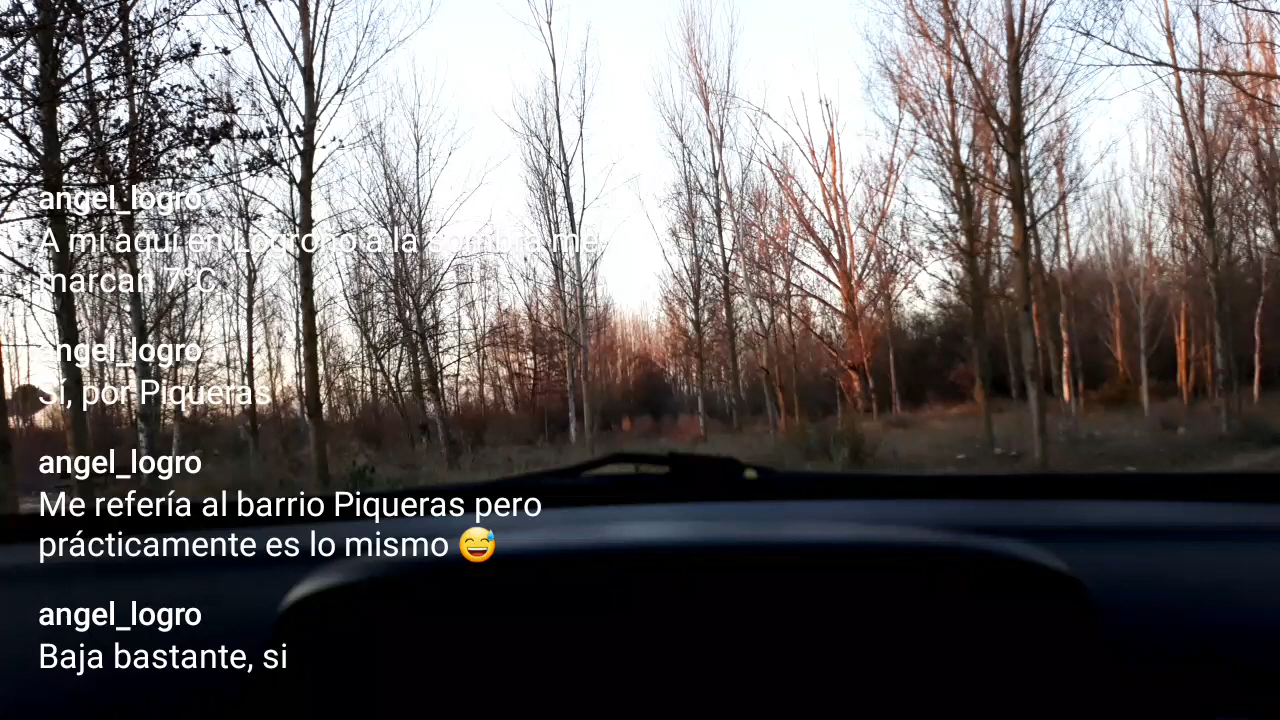 angel_logro
A mí aquí en Logroño a la sombra me
marcan 7°C
angel_logro
Sí, por Piqueras
angel_logro
Me refería al barrio Piqueras pero
prácticamente es lo mismo 😅
angel_logro
Baja bastante, si